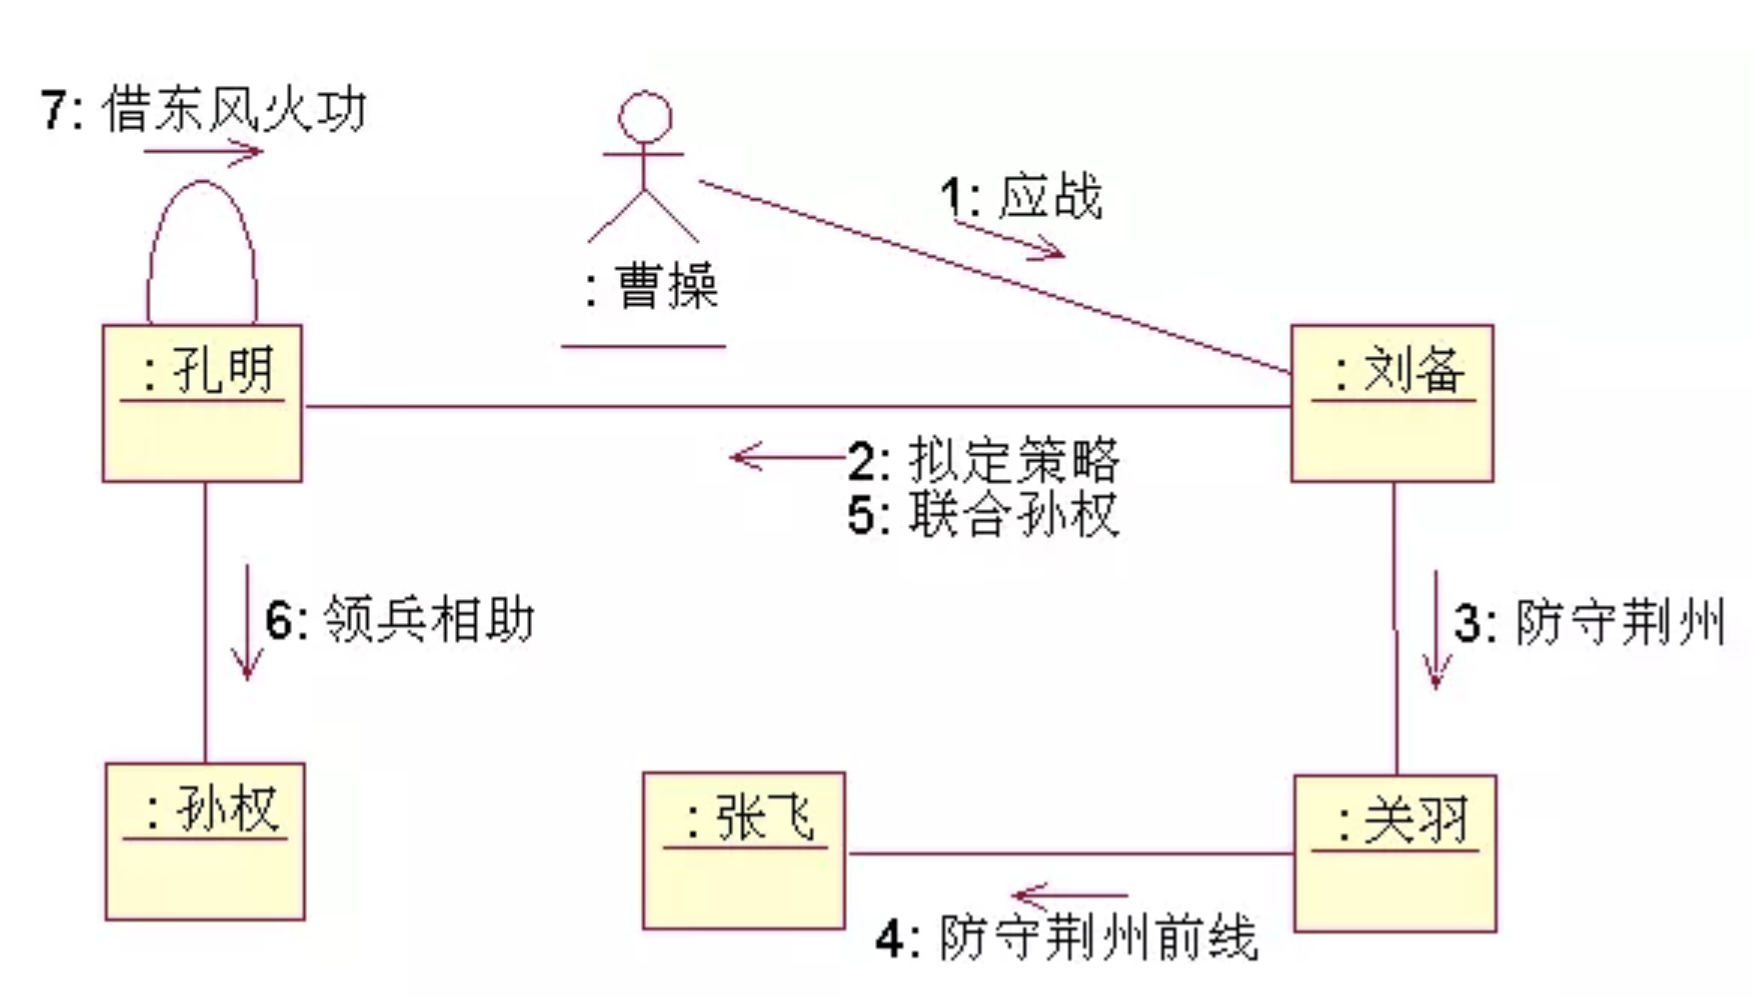 7: 借东风火功
1: 应战
: 曹操
: 孔明
: 刘备
2: 拟定策略
5: 联合孙权
6: 领兵相助
3: 防守荆州
: 孙权
: 张飞
: 关羽
4: 防守荆州前线